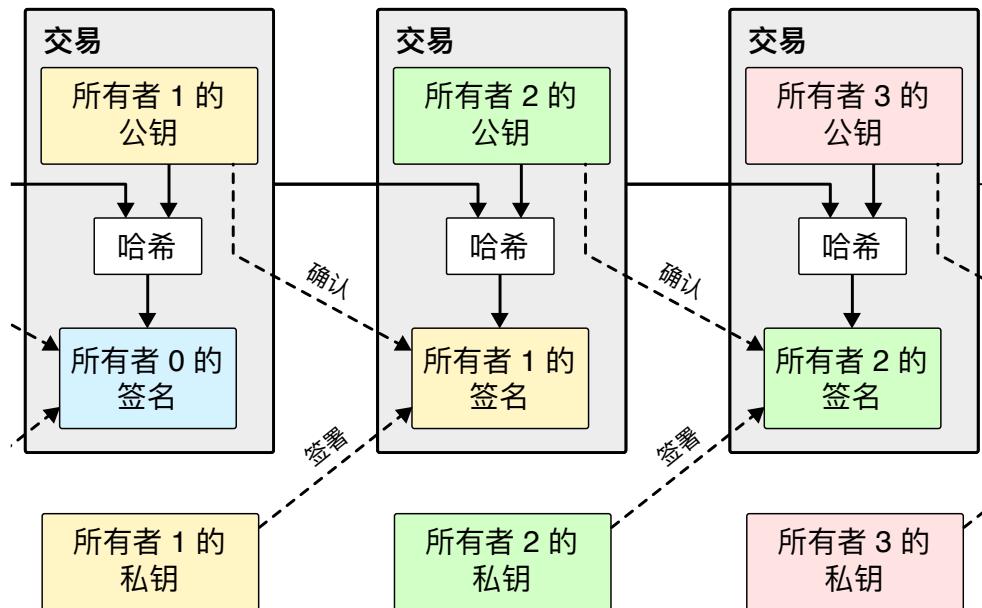 交易
交易
交易
所有者 1 的
公钥
所有者 2 的
公钥
所有者 3 的
公钥
哈希
哈希
哈希
确认
确认
所有者 0 的
签名
所有者 1 的
签名
所有者 2 的
签名
签署
签署
所有者 1 的
私钥
所有者 2 的
私钥
所有者 3 的
私钥